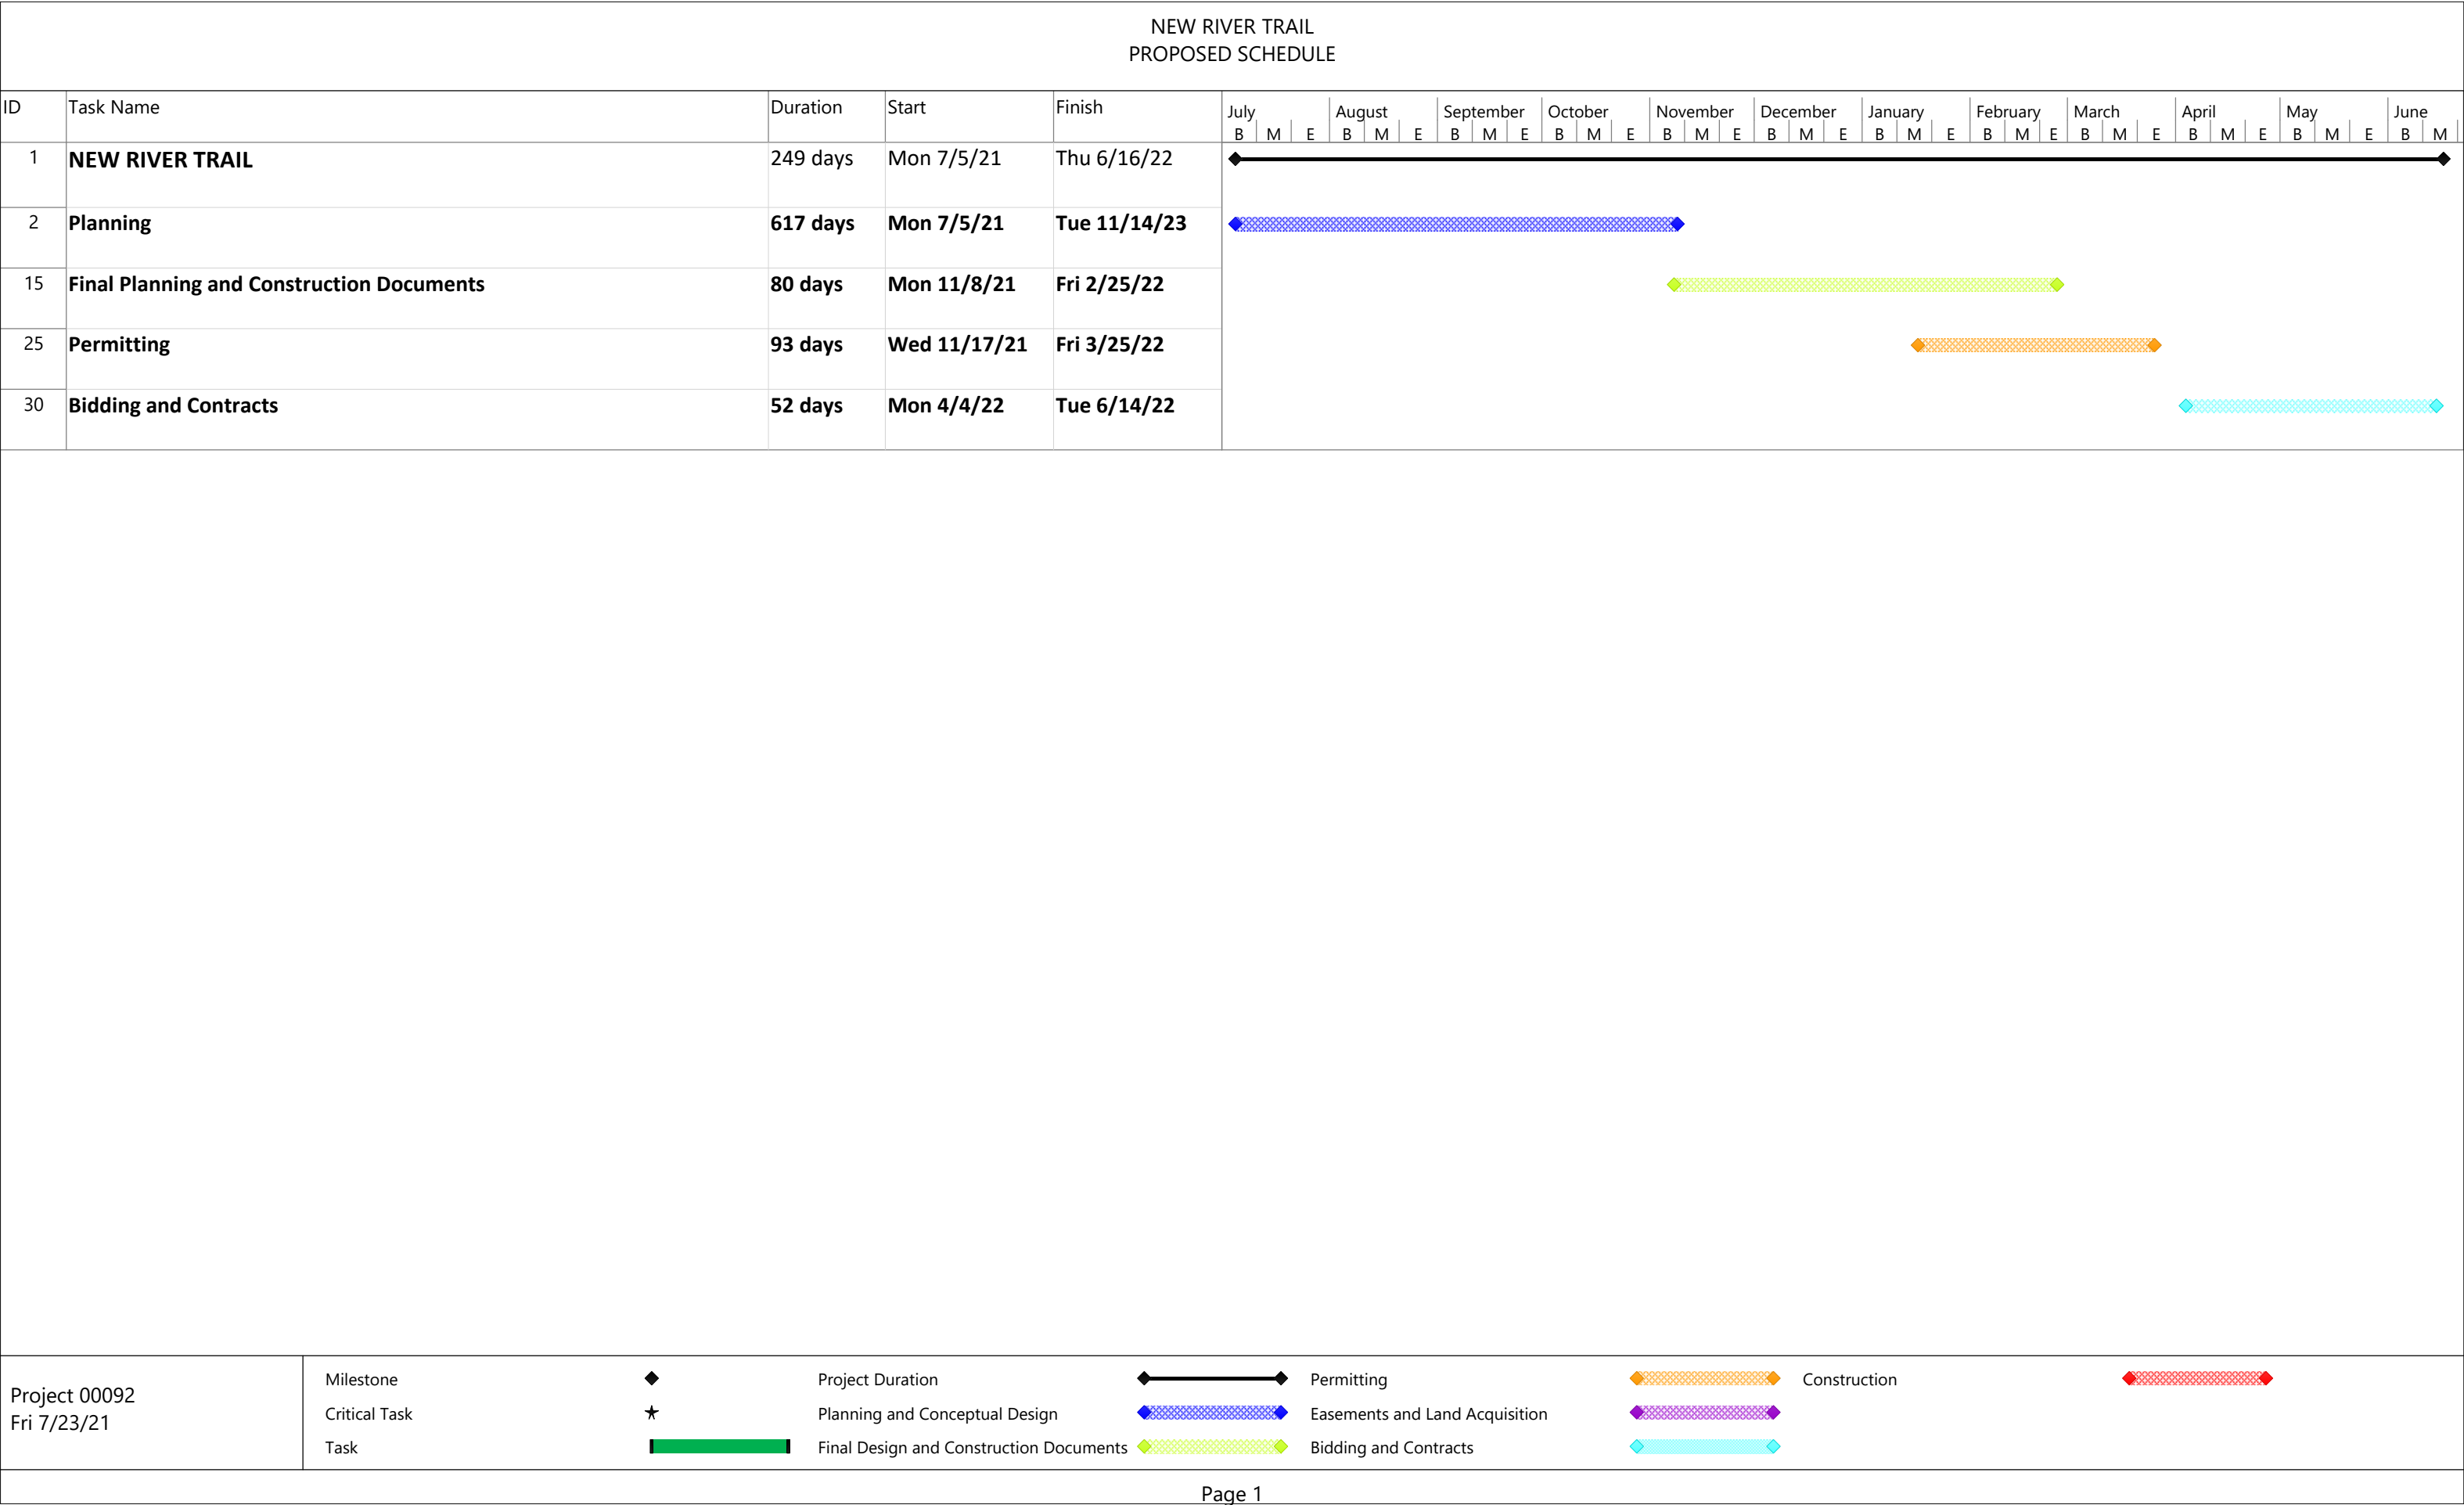 NEW RIVER TRAIL
PROPOSED SCHEDULE
ID Task Name Duration Start Finish July August September October November December January February March April May June
B M E B M E B M E B M E B M E B M E B M E B M E B M E B M E B M E B M
1 NEW RIVER TRAIL 249 days Mon 7/5/21 Thu 6/16/22
2 Planning 617 days Mon 7/5/21 Tue 11/14/23
15 Final Planning and Construction Documents 80 days Mon 11/8/21 Fri 2/25/22
25 Permitting 93 days Wed 11/17/21 Fri 3/25/22
30 Bidding and Contracts 52 days Mon 4/4/22 Tue 6/14/22
Project 00092
Fri 7/23/21
Milestone Project Duration Permitting Construction
Critical Task Planning and Conceptual Design Easements and Land Acquisition
Task Final Design and Construction Documents Bidding and Contracts
Page 1